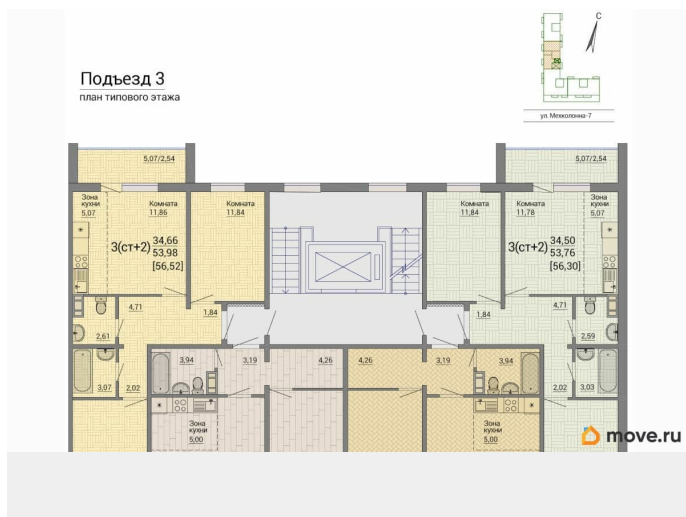 С
Подъезд 3
план типового этажа
ул. Мехколонна-7
5,07/2,54
5,07/2,54
Зона кухни 5,07
Комната 11,86
Комната 11,84
Комната 11,84
Комната 11,78
Зона кухни 5,07
3(ст+2) 34,66 53,98 [56,52]
3(ст+2) 34,50 53,76 [56,30]
4,71
1,84
1,84
4,71
2,61
2,59
3,94
3,19
4,26
4,26
3,19
3,94
3,07
2,02
2,02
3,03
Зона кухни 5,00
Зона кухни 5,00
move.ru